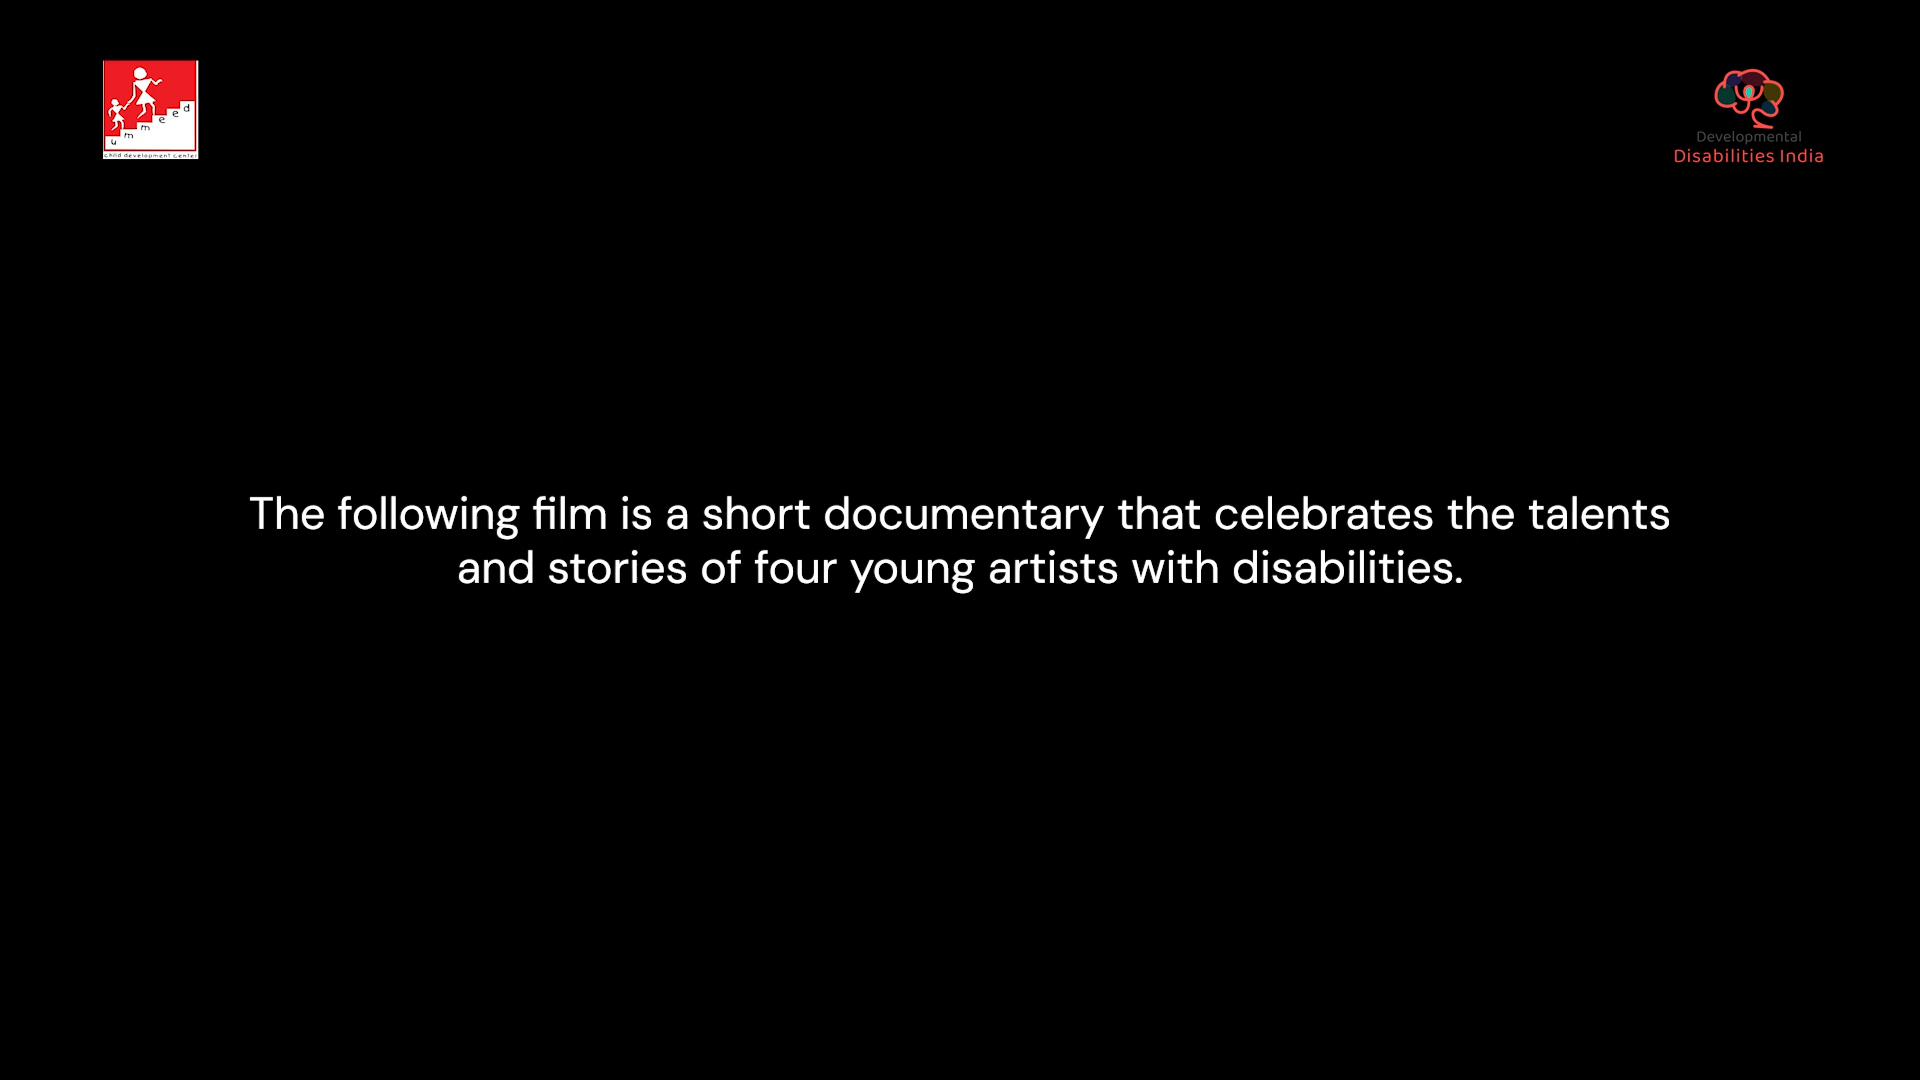 ummeed
child development center
Developmental
Disabilities India
The following film is a short documentary that celebrates the talents
and stories of four young artists with disabilities.